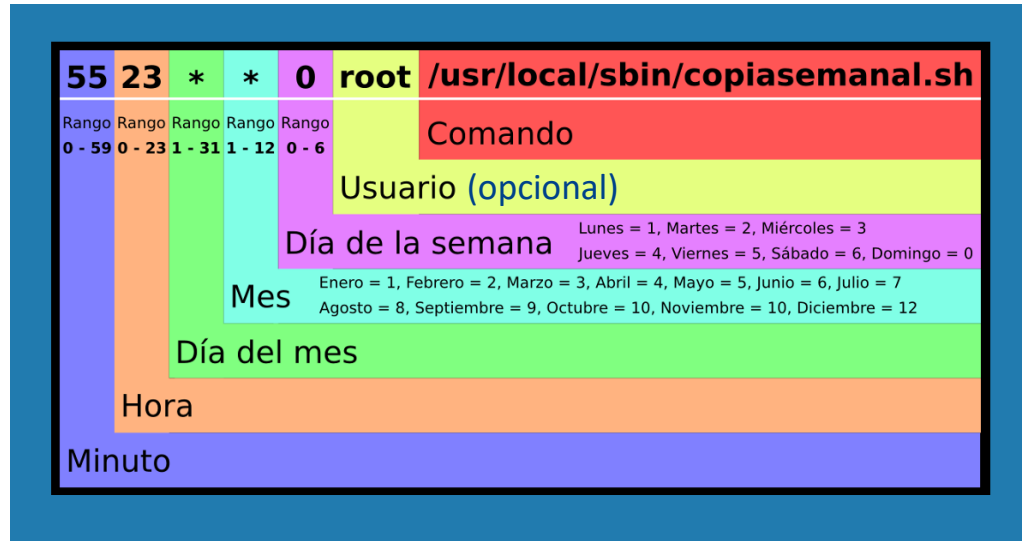 55 23 * * 0 root /usr/local/sbin/copiasemanal.sh
Rango Rango Rango Rango Rango
0 - 59 0 - 23 1 - 31 1 - 12 0 - 6
Comando
Usuario (opcional)
Día de la semana
Lunes = 1, Martes = 2, Miércoles = 3
Jueves = 4, Viernes = 5, Sábado = 6, Domingo = 0
Mes
Enero = 1, Febrero = 2, Marzo = 3, Abril = 4, Mayo = 5, Junio = 6, Julio = 7
Agosto = 8, Septiembre = 9, Octubre = 10, Noviembre = 10, Diciembre = 12
Día del mes
Hora
Minuto